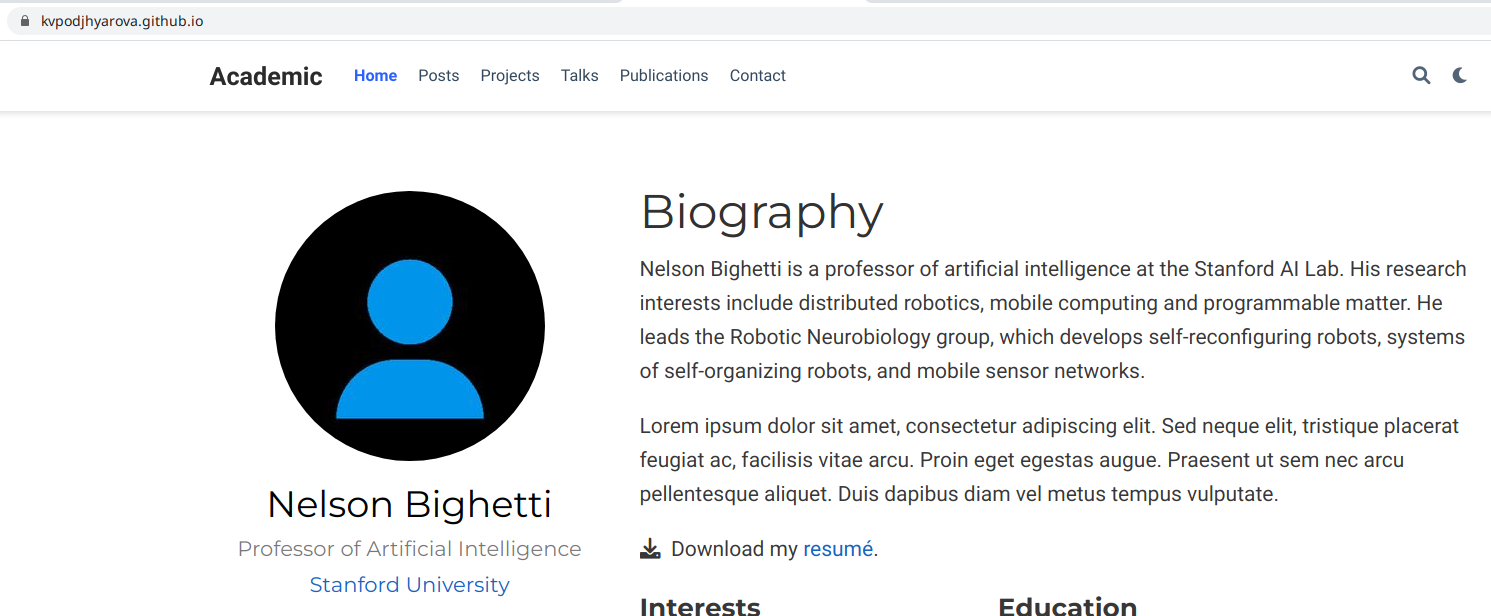 kvpodjhyarova.github.io
Academic Home Posts Projects Talks Publications Contact
Nelson Bighetti
Professor of Artificial Intelligence
Stanford University
Biography
Nelson Bighetti is a professor of artificial intelligence at the Stanford AI Lab. His research
interests include distributed robotics, mobile computing and programmable matter. He
leads the Robotic Neurobiology group, which develops self-reconfiguring robots, systems
of self-organizing robots, and mobile sensor networks.
Lorem ipsum dolor sit amet, consectetur adipiscing elit. Sed neque elit, tristique placerat
feugiat ac, facilisis vitae arcu. Proin eget egestas augue. Praesent ut sem nec arcu
pellentesque aliquet. Duis dapibus diam vel metus tempus vulputate.
Download my resumé.
Interests Education